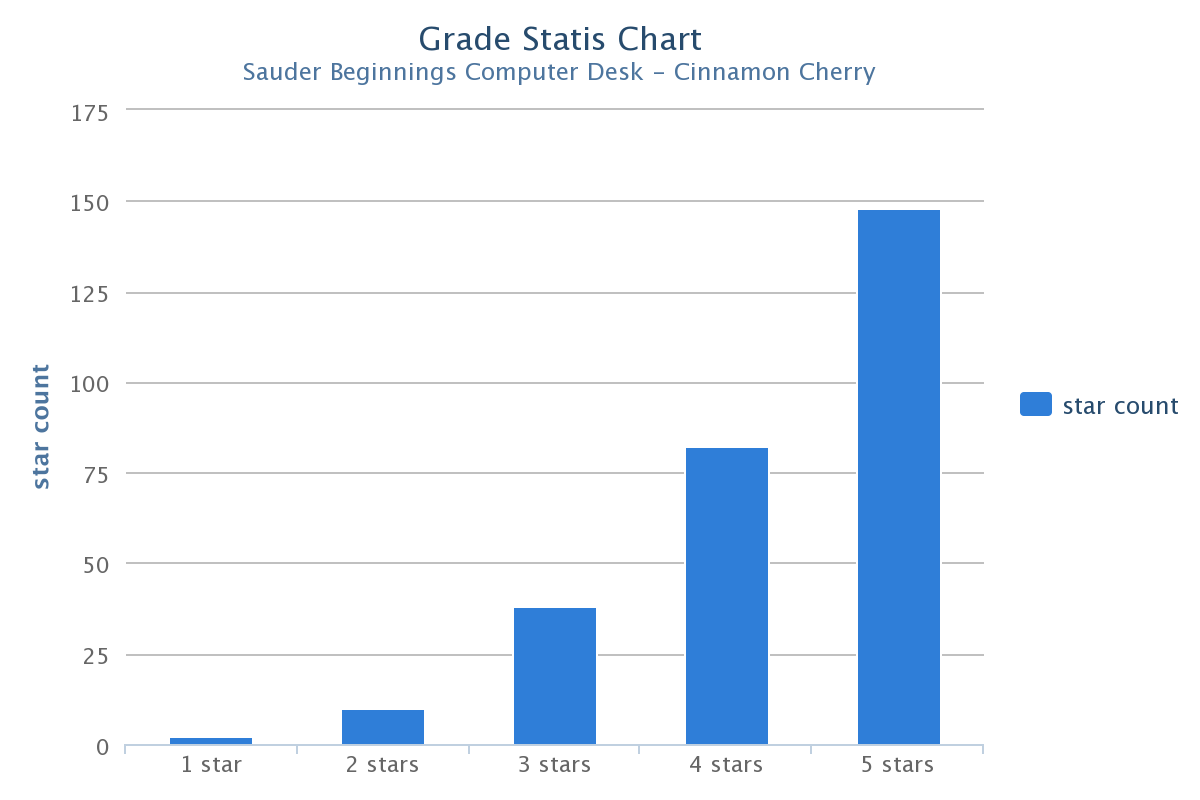 Grade Statis Chart
Sauder Beginnings Computer Desk – Cinnamon Cherry
175
150
125
100
75
50
25
0
star count
1 star
2 stars
3 stars
4 stars
5 stars
star count